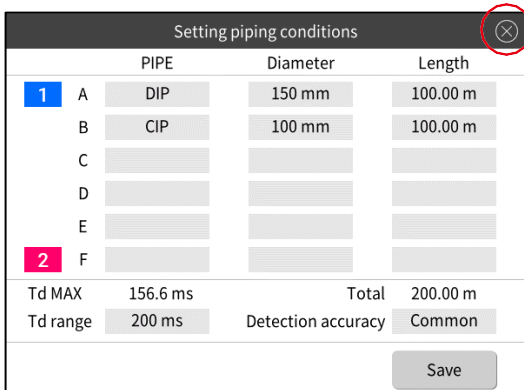 Setting piping conditions
PIPE Diameter Length
1 A DIP 150 mm 100.00 m
B CIP 100 mm 100.00 m
C
D
E
2 F
Td MAX 156.6 ms Total 200.00 m
Td range 200 ms Detection accuracy Common
Save